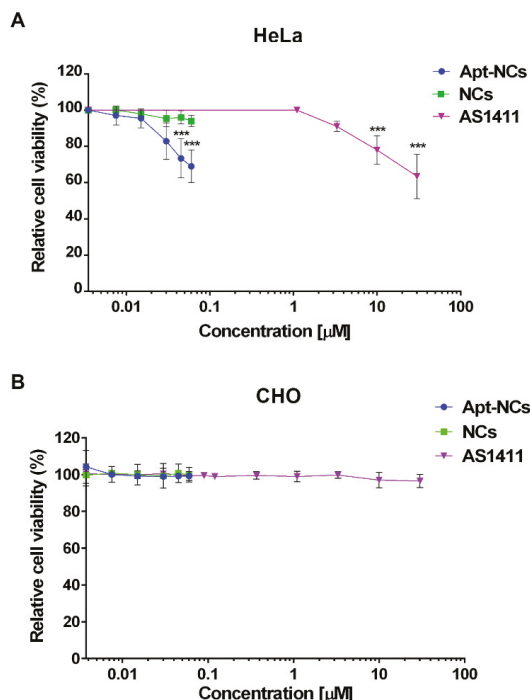 A
HeLa
Apt-NCs
NCs
AS1411
Relative cell viability (%)
120
100
80
60
40
20
0
***
***
***
***
0.01
0.1
1
10
100
Concentration [µM]
B
CHO
Apt-NCs
NCs
AS1411
Relative cell viability (%)
120
100
80
60
40
20
0
0.01
0.1
1
10
100
Concentration [µM]